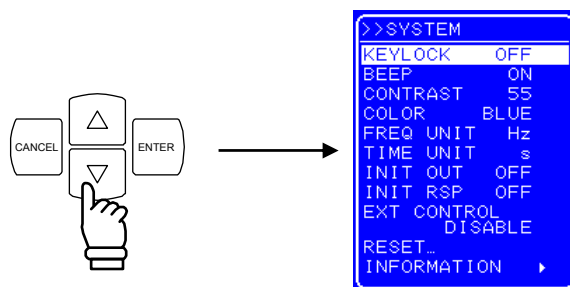 CANCEL
ENTER
>>SYSTEM
KEYLOCK OFF
BEEP ON
CONTRAST 55
COLOR BLUE
FREQ UNIT Hz
TIME UNIT s
INIT OUT OFF
INIT RSP OFF
EXT CONTROL
DISABLE
RESET…
INFORMATION